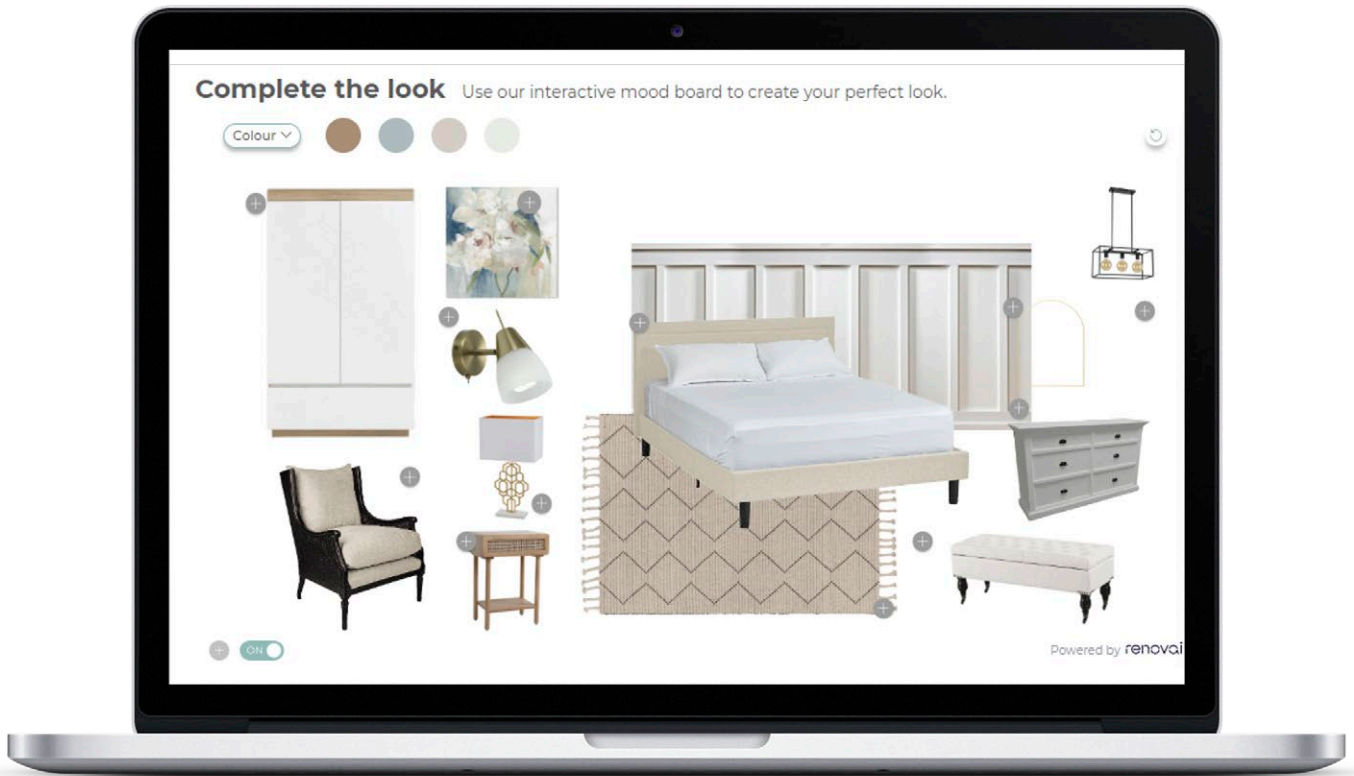 Complete the look Use our interactive mood board to create your perfect look.
Colour
ON
Powered by renovai